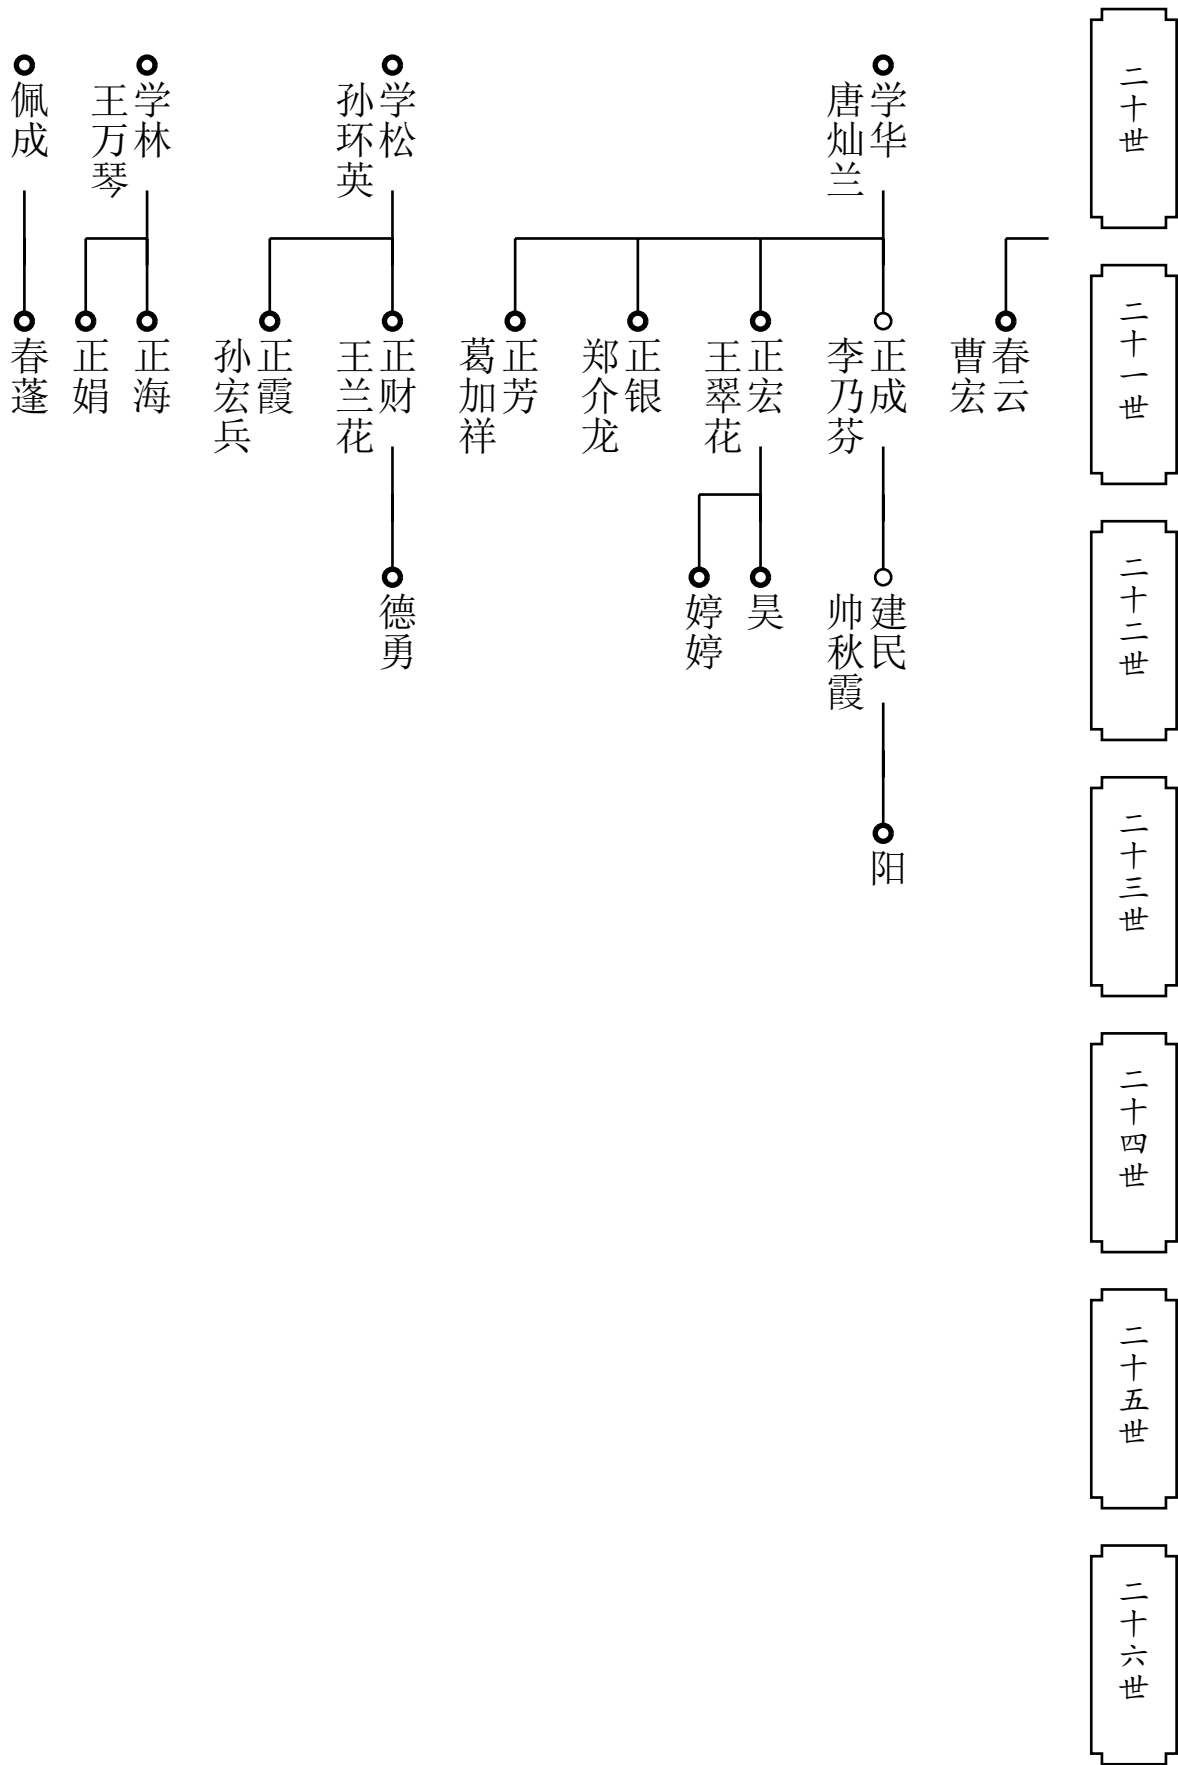 二十世
学华
唐灿兰
学松
孙环英
学林
王万琴
佩成
二十一世
春云
曹宏
正成
李乃芬
正宏
王翠花
正银
郑介龙
正芳
葛加祥
正财
王兰花
正霞
孙宏兵
正海
正娟
春蓬
二十二世
建民
帅秋霞
昊
婷婷
德勇
二十三世
阳
二十四世
二十五世
二十六世